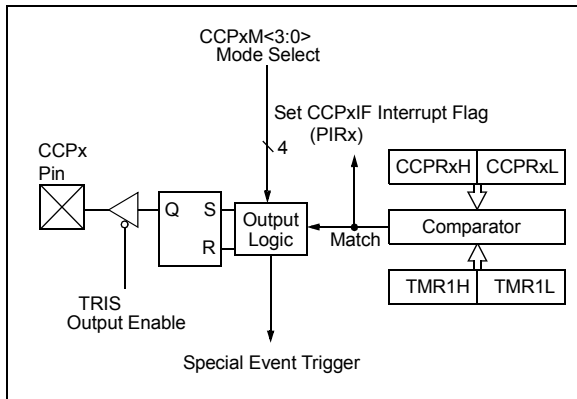 CCPxM<3:0>
Mode Select
Set CCPxIF Interrupt Flag
(PIRx)
4
CCPx
Pin
CCPRxH CCPRxL
Q S
R
Output
Logic
Comparator
Match
TRIS
Output Enable
TMR1H TMR1L
Special Event Trigger